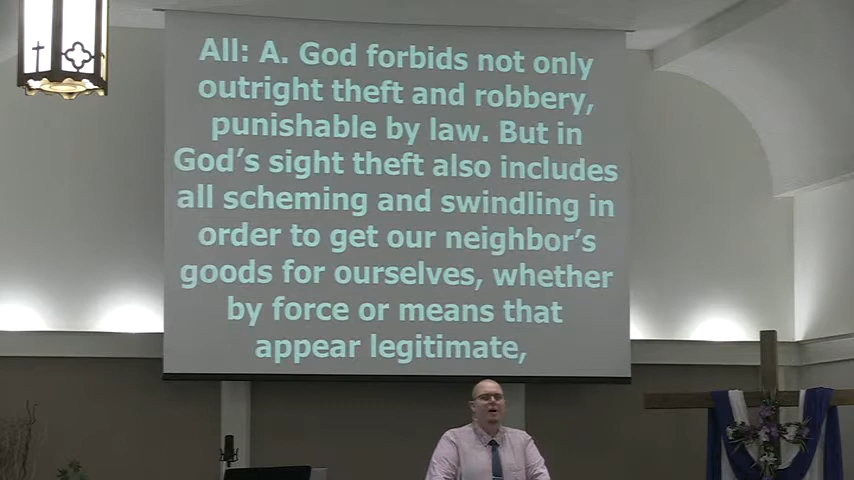 All: A. God forbids not only
outright theft and robbery,
punishable by law. But in
God's sight theft also includes
all scheming and swindling in
order to get our neighbor's
goods for ourselves, whether
by force or means that
appear legitimate,